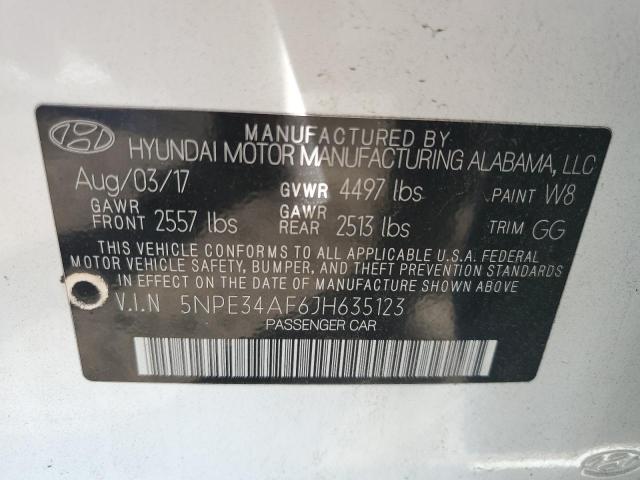 MANUFACTURED BY
HYUNDAI MOTOR MANUFACTURING ALABAMA, LLC
Aug/03/17 GVWR 4497 lbs PAINT W8
GAWR FRONT 2557 lbs GAWR REAR 2513 lbs TRIM GG
THIS VEHICLE CONFORMS TO ALL APPLICABLE U.S.A. FEDERAL
MOTOR VEHICLE SAFETY, BUMPER, AND THEFT PREVENTION STANDARDS
IN EFFECT ON THE DATE OF MANUFACTURE SHOWN ABOVE.
V.I.N 5NPE34AF6JH635123
PASSENGER CAR